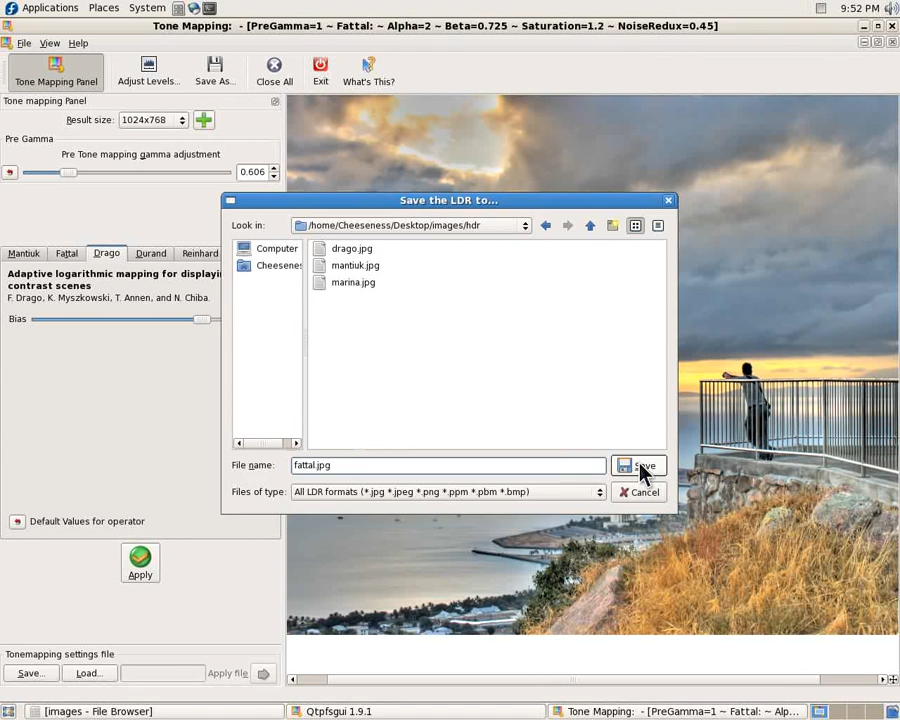 Applications Places System 9:52 PM
Tone Mapping: - [PreGamma=1 ~ Fattal: ~ Alpha=2 ~ Beta=0.725 ~ Saturation=1.2 ~ NoiseRedux=0.45]
File View Help
Tone Mapping Panel Adjust Levels... Save As... Close All Exit What's This?
Tone mapping Panel
Result size: 1024x768
Pre Gamma
Pre Tone mapping gamma adjustment
0.606
Mantiuk Fattal Drago Durand Reinhard
Adaptive logarithmic mapping for displayi
contrast scenes
F. Drago, K. Myszkowski, T. Annen, and N. Chiba.
Bias
Default Values for operator
Apply
Tonemapping settings file
Save... Load... Apply file
Save the LDR to...
Look in: /home/Cheeseness/Desktop/images/hdr
Computer
Cheesenes
drago.jpg
mantiuk.jpg
marina.jpg
File name: fattal.jpg Save
Files of type: All LDR formats (*.jpg *.jpeg *.png *.ppm *.pbm *.bmp) Cancel
[images - File Browser] Qtpfsgui 1.9.1 Tone Mapping: - [PreGamma=1 ~ Fattal: ~ Alp...